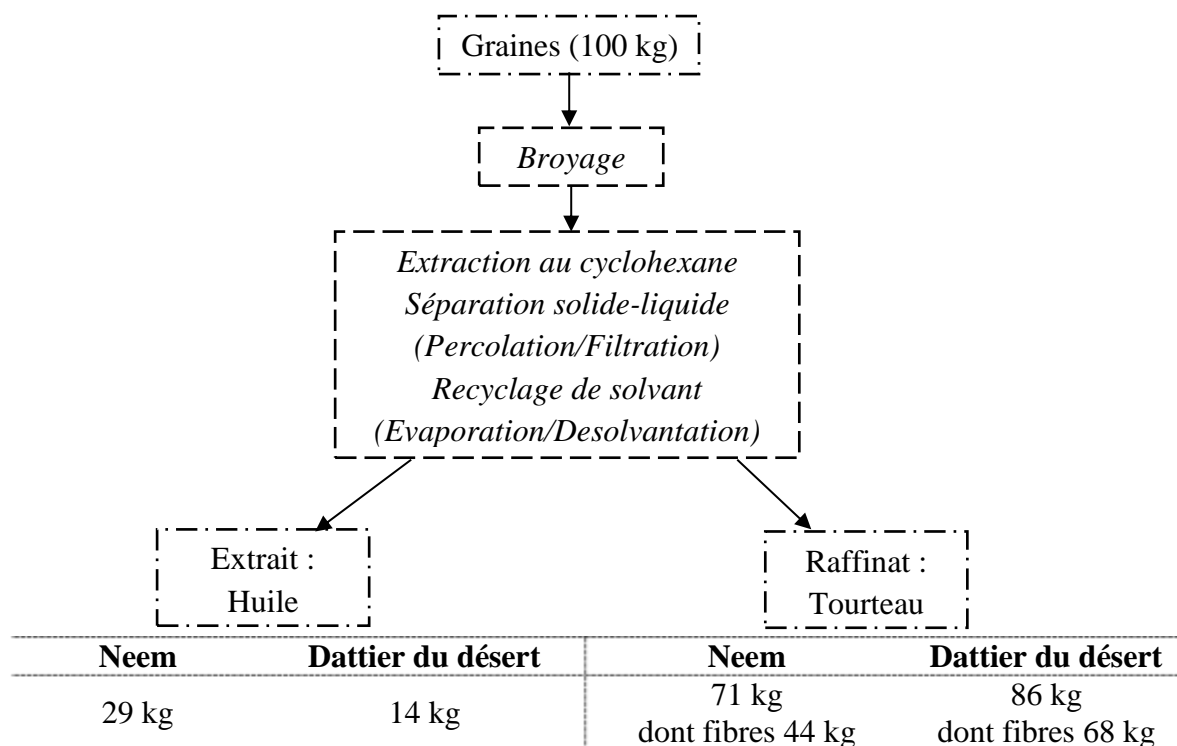 Graines (100 kg)
Broyage
Extraction au cyclohexane
Séparation solide-liquide
(Percolation/Filtration)
Recyclage de solvant
(Evaporation/Desolvantation)
Extrait :
Huile
Raffinat :
Tourteau
Neem Dattier du désert Neem Dattier du désert
29 kg 14 kg 71 kg 86 kg
dont fibres 44 kg dont fibres 68 kg